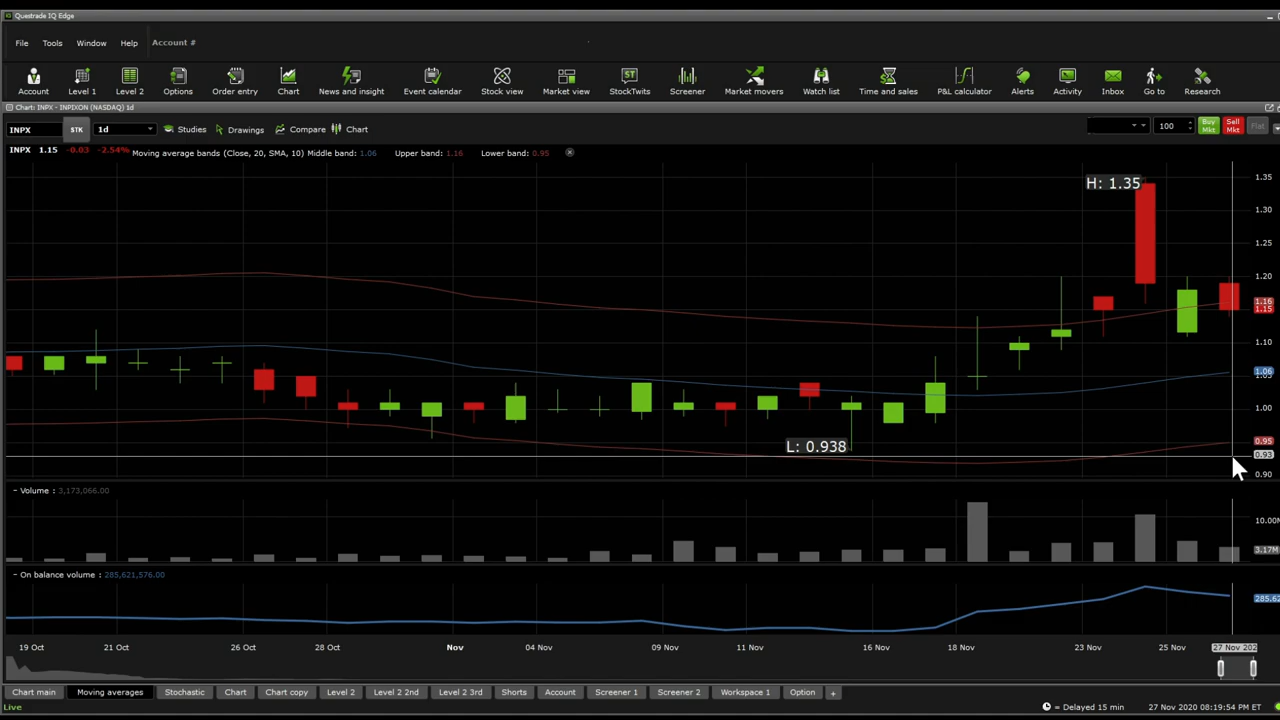 Questrade IQ Edge
File Tools Window Help Account #
Account Level 1 Level 2 Options Order entry Chart News and insight Event calendar Stock view Market view StockTwits Screener Market movers Watch list Time and sales P&L calculator Alerts Activity Inbox Go to Research
Chart: INPX - INPIXON (NASDAQ) 1d
INPX STK 1d Studies Drawings Compare Chart 100 Buy Mkt Sell Mkt Flat
INPX 1.15 -0.03 -2.54% Moving average bands (Close, 20, SMA, 10) Middle band: 1.06 Upper band: 1.16 Lower band: 0.95
H: 1.35
1.35
1.30
1.25
1.20
1.16
1.15
1.10
1.06
1.05
1.00
L: 0.938
0.95
0.93
0.90
– Volume : 3,173,066.00
10.00M
3.17M
– On balance volume : 285,621,576.00
285.62
19 Oct 21 Oct 26 Oct 28 Oct Nov 04 Nov 09 Nov 11 Nov 16 Nov 18 Nov 23 Nov 25 Nov 27 Nov 202
Chart main Moving averages Stochastic Chart Chart copy Level 2 Level 2 2nd Level 2 3rd Shorts Account Screener 1 Screener 2 Workspace 1 Option +
Live = Delayed 15 min 27 Nov 2020 08:19:54 PM ET